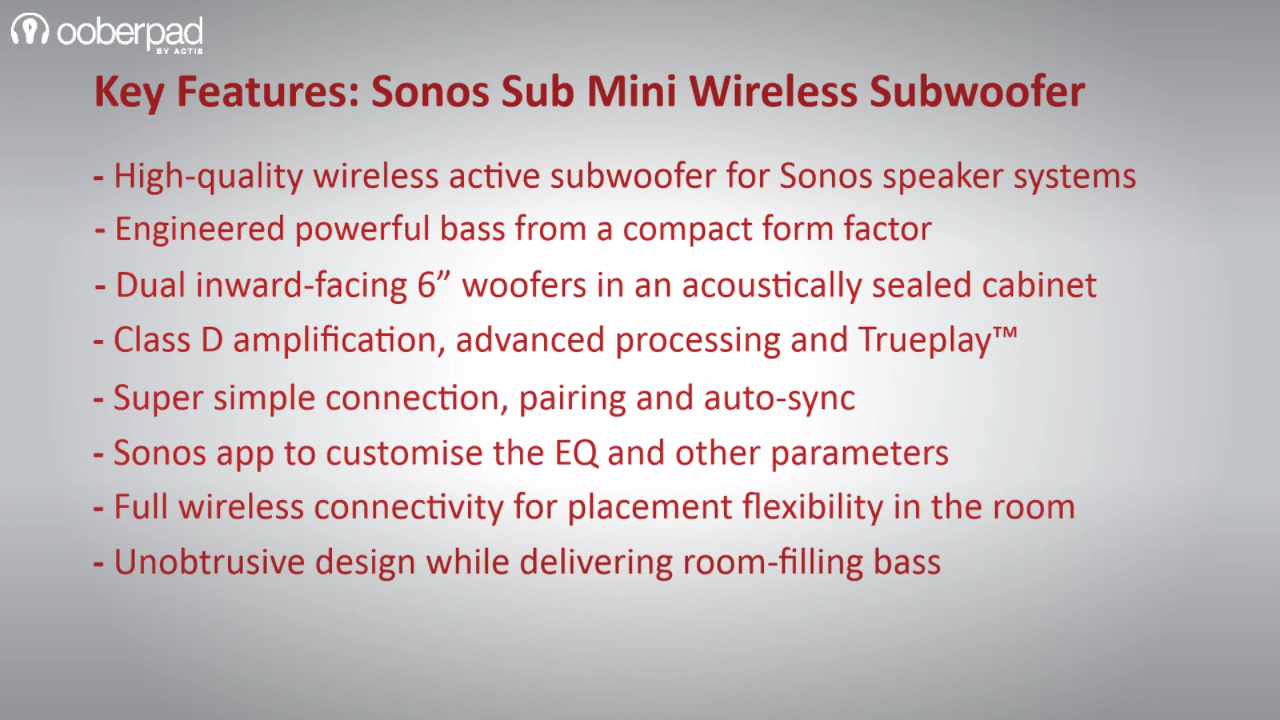 ooberpad
BY ACTIS
Key Features: Sonos Sub Mini Wireless Subwoofer
- High-quality wireless active subwoofer for Sonos speaker systems
- Engineered powerful bass from a compact form factor
- Dual inward-facing 6” woofers in an acoustically sealed cabinet
- Class D amplification, advanced processing and Trueplay™
- Super simple connection, pairing and auto-sync
- Sonos app to customise the EQ and other parameters
- Full wireless connectivity for placement flexibility in the room
- Unobtrusive design while delivering room-filling bass